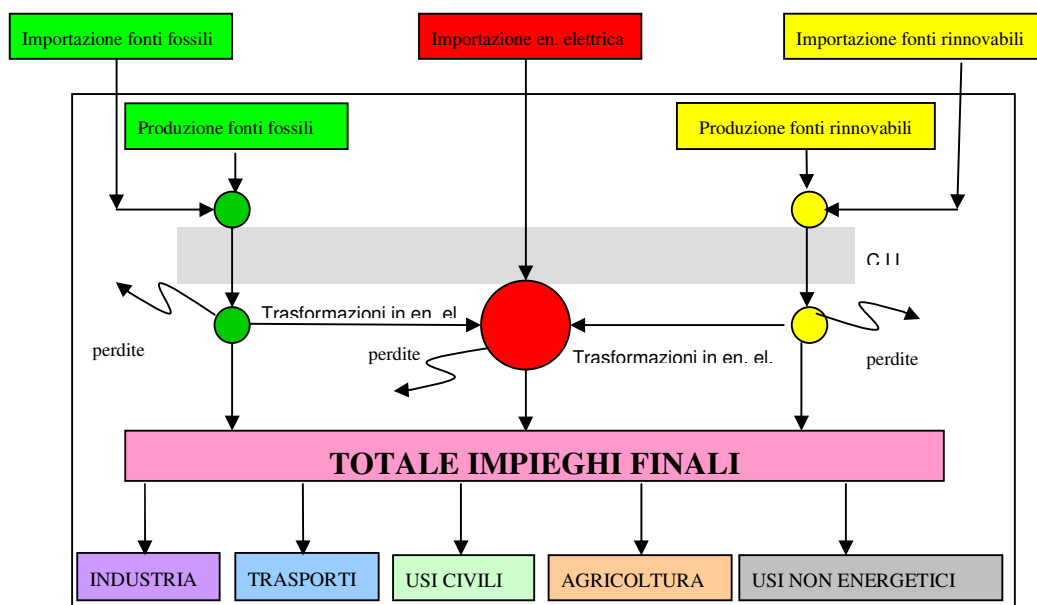 Importazione fonti fossili
Importazione en. elettrica
Importazione fonti rinnovabili
Produzione fonti fossili
Produzione fonti rinnovabili
Trasformazioni in en. el
perdite
perdite
Trasformazioni in en. el.
perdite
TOTALE IMPIEGHI FINALI
INDUSTRIA
TRASPORTI
USI CIVILI
AGRICOLTURA
USI NON ENERGETICI